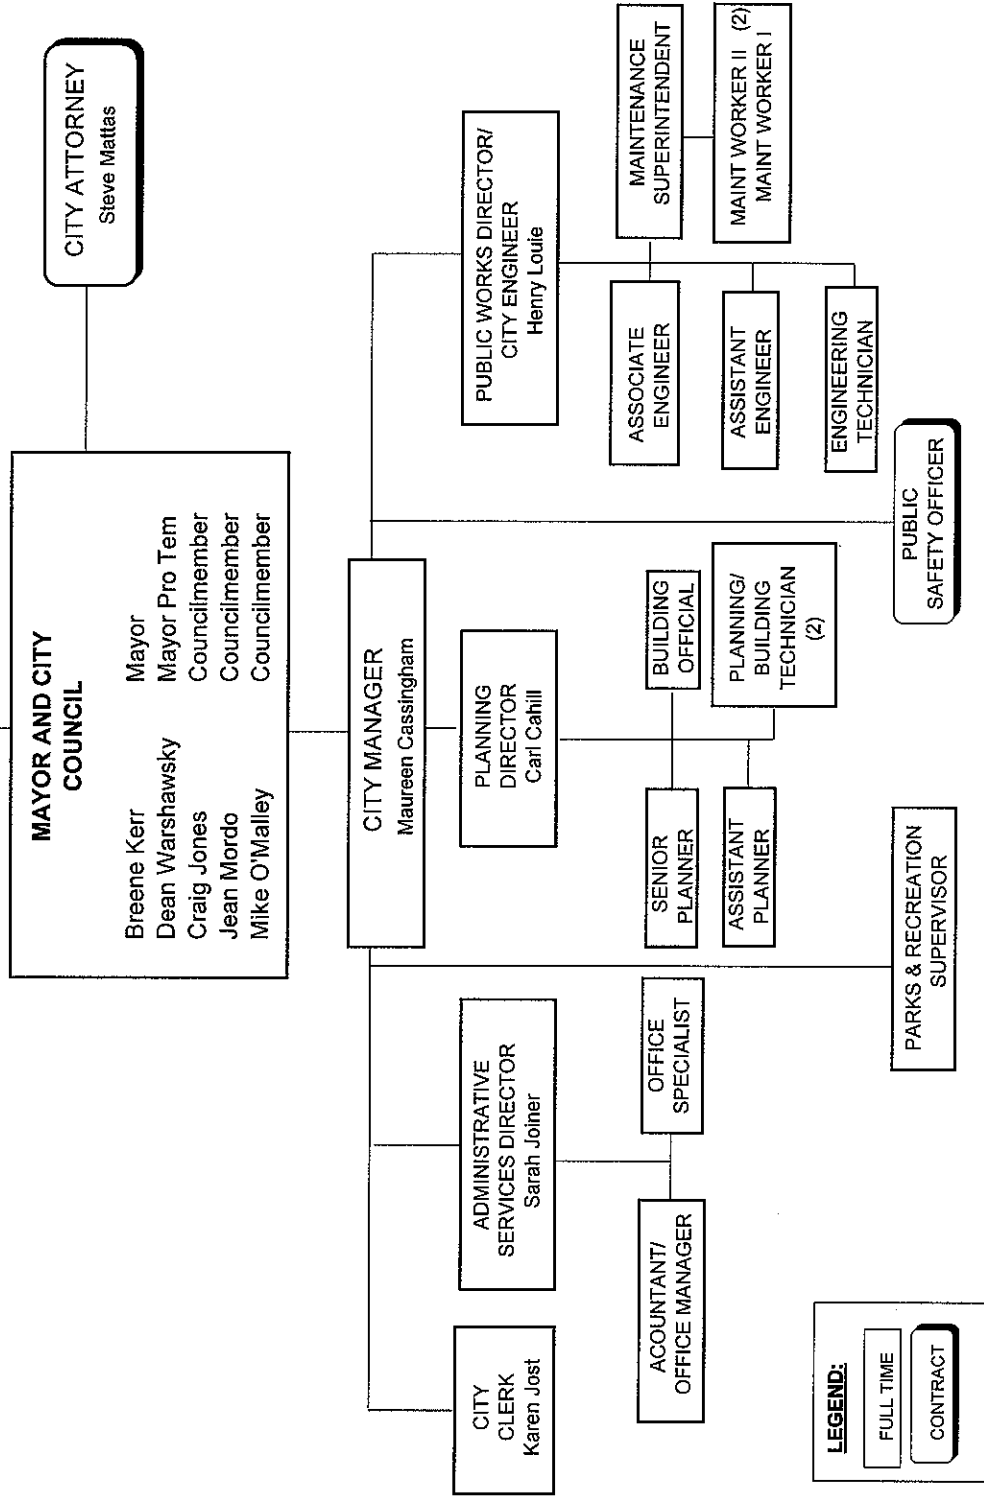 MAYOR AND CITY
COUNCIL
Breene Kerr Mayor
Dean Warshawsky Mayor Pro Tem
Craig Jones Councilmember
Jean Mordo Councilmember
Mike O'Malley Councilmember
CITY ATTORNEY
Steve Mattas
CITY MANAGER
Maureen Cassingham
CITY
CLERK
Karen Jost
ADMINISTRATIVE
SERVICES DIRECTOR
Sarah Joiner
PLANNING
DIRECTOR
Carl Cahill
PUBLIC WORKS DIRECTOR/
CITY ENGINEER
Henry Louie
ACOUNTANT/
OFFICE MANAGER
OFFICE
SPECIALIST
SENIOR
PLANNER
BUILDING
OFFICIAL
ASSISTANT
PLANNER
PLANNING/
BUILDING
TECHNICIAN
(2)
ASSOCIATE
ENGINEER
MAINTENANCE
SUPERINTENDENT
ASSISTANT
ENGINEER
MAINT WORKER II (2)
MAINT WORKER I
ENGINEERING
TECHNICIAN
PARKS & RECREATION
SUPERVISOR
PUBLIC
SAFETY OFFICER
LEGEND:
FULL TIME
CONTRACT